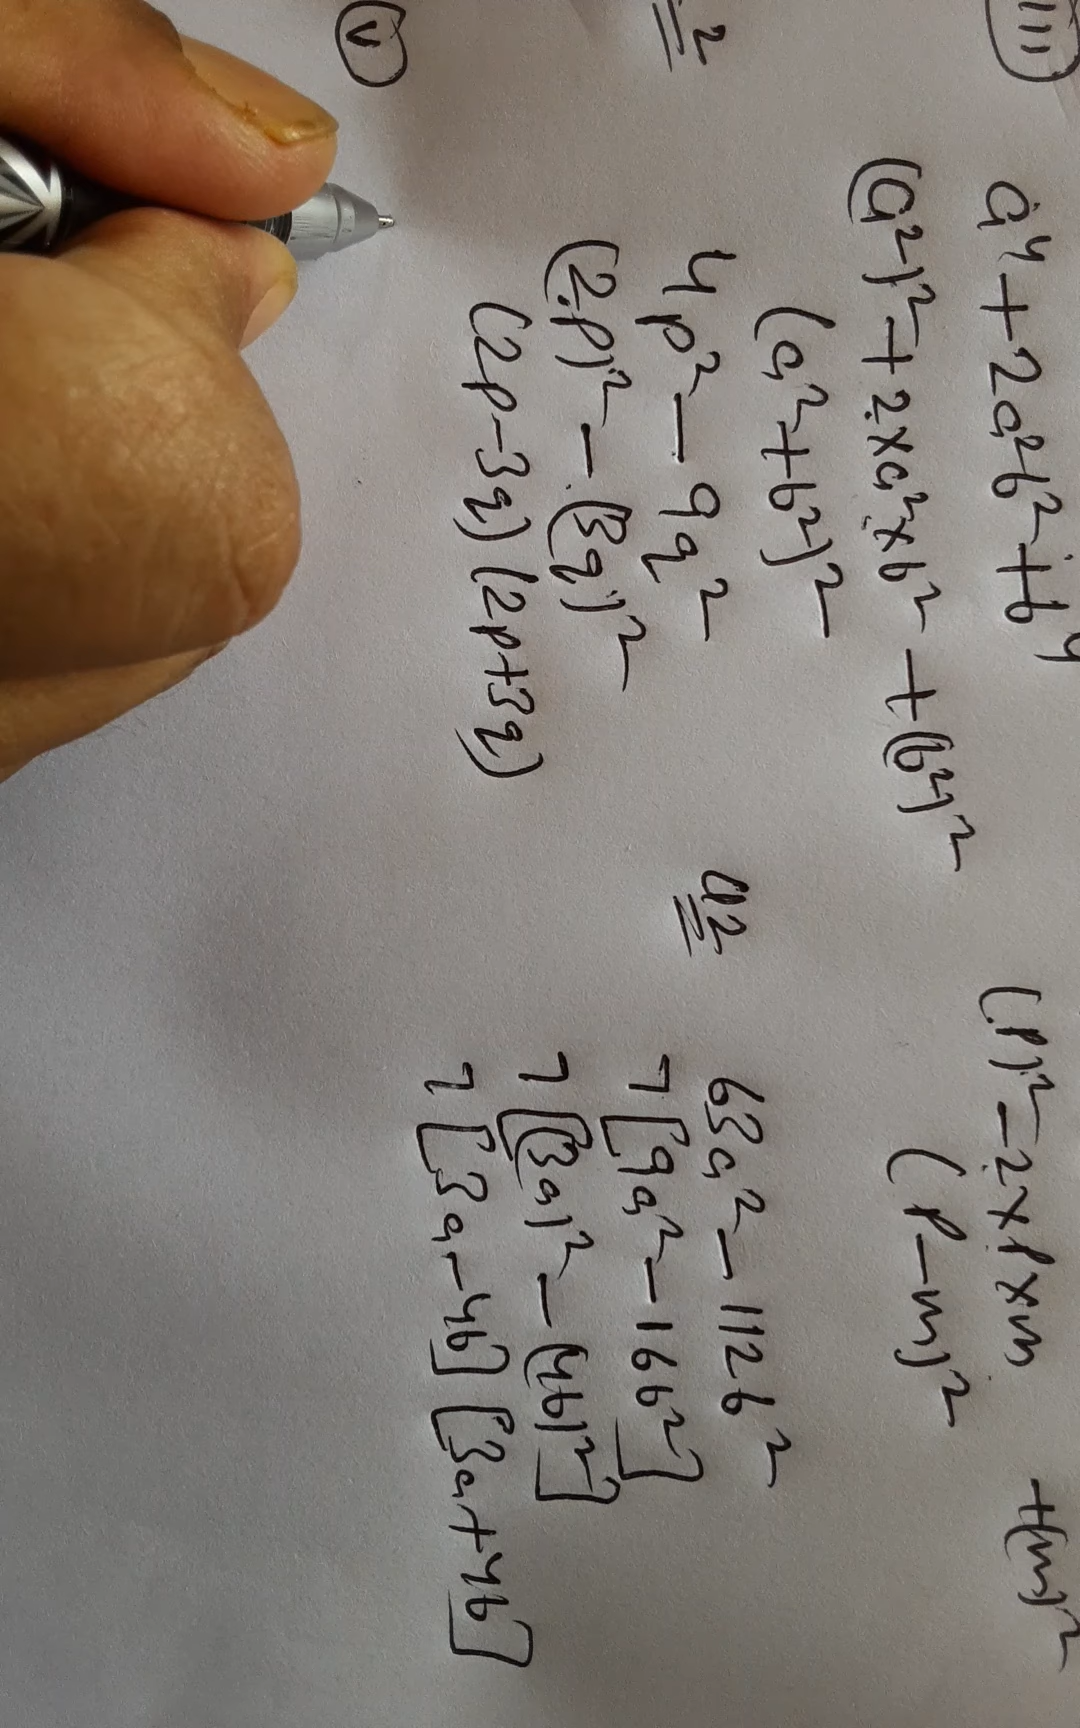 (iii) a⁴ + 2a²b² + b⁴
(a²)² + 2×a²×b² + (b²)²
(a² + b²)²
2 4p² - 9q²
(2p)² - (3q)²
(2p-3q) (2p+3q)
(v)
(p)² - 2×p×m +(m)²
(p-m)²
63a² - 112b²
7[9a² - 16b²]
7[(3a)² - (4b)²]
7[3a-4b] [3a+4b]